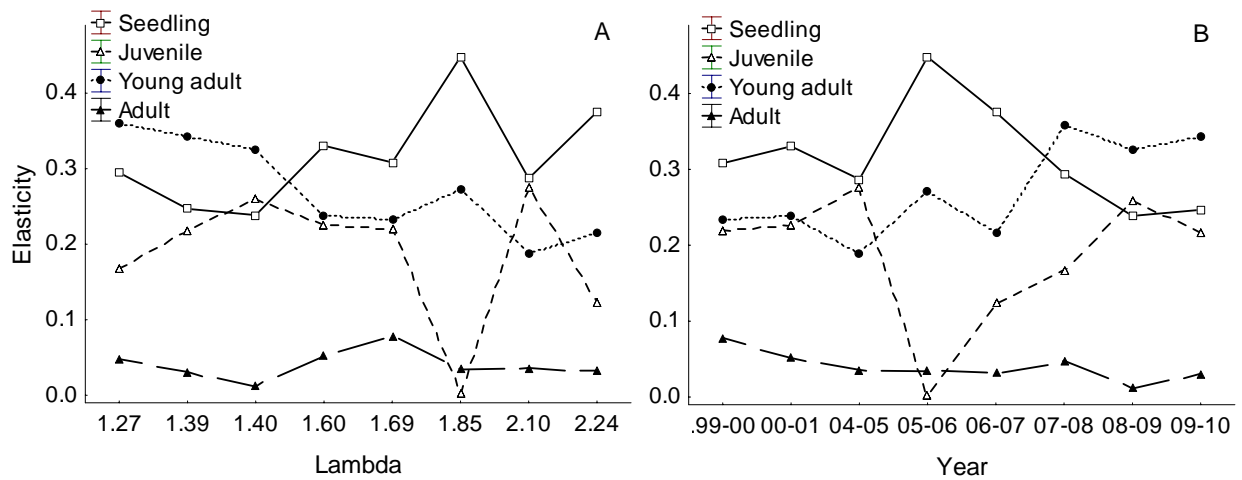 Seedling
Juvenile
Young adult
Adult
A
Elasticity
0.4
0.3
0.2
0.1
0.0
1.27 1.39 1.40 1.60 1.69 1.85 2.10 2.24
Lambda
Seedling
Juvenile
Young adult
Adult
B
0.4
0.3
0.2
0.1
0.0
.99-00 00-01 04-05 05-06 06-07 07-08 08-09 09-10
Year